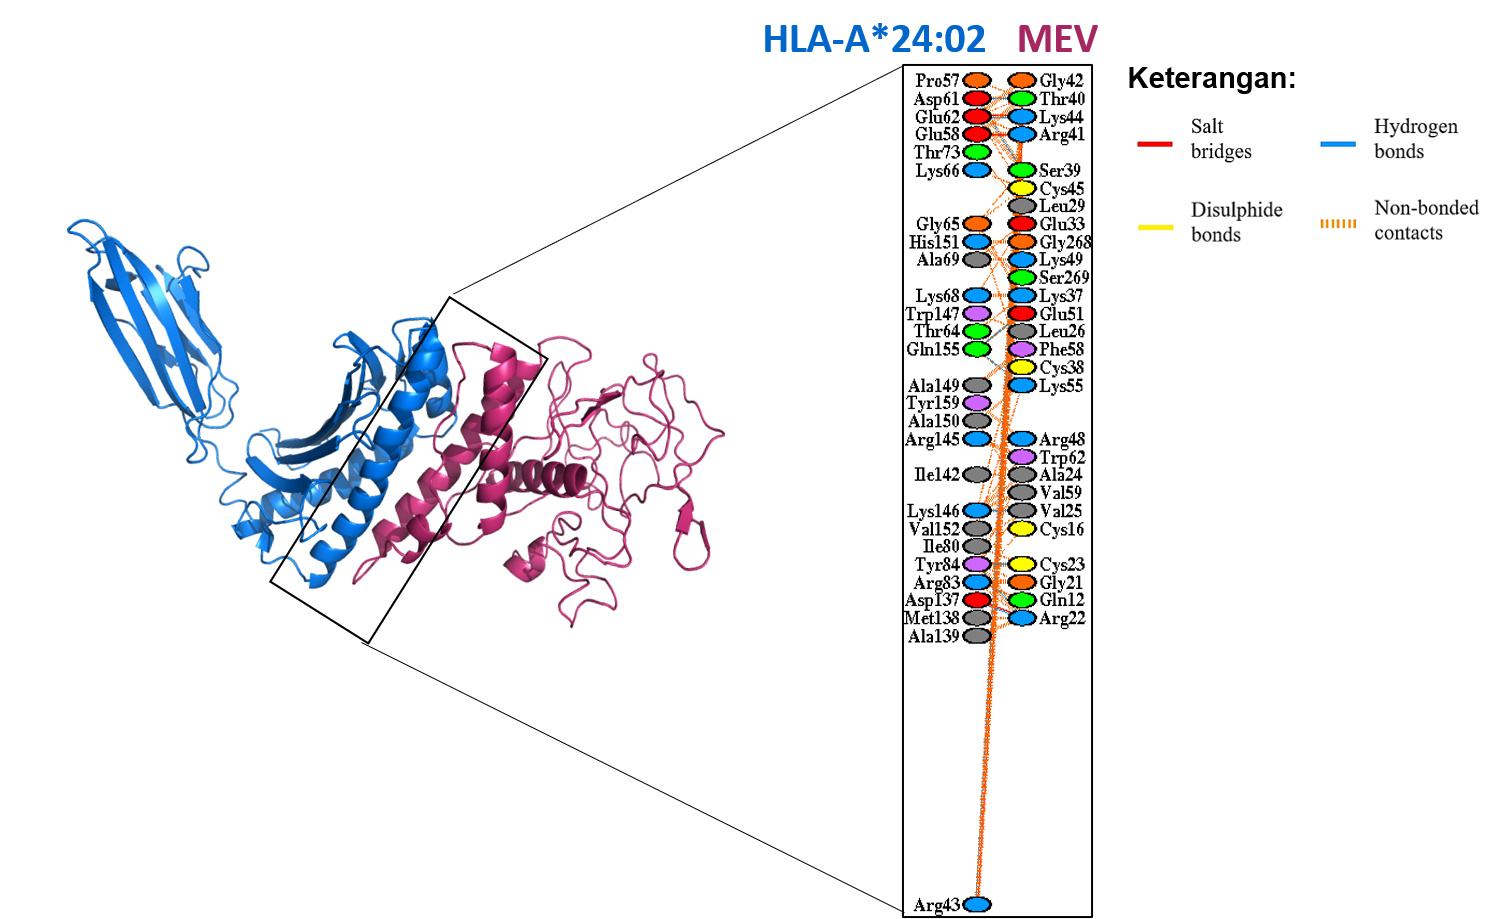 HLA-A*24:02 MEV
Keterangan:
Salt bridges
Hydrogen bonds
Disulphide bonds
Non-bonded contacts
Pro57 Gly42
Asp61 Thr40
Glu62 Lys44
Glu58 Arg41
Thr73
Lys66 Ser39
Cys45
Leu29
Gly65 Glu33
His151 Gly268
Ala69 Lys49
Ser269
Lys68 Lys37
Trp147 Glu51
Thr64 Leu26
Gln155 Phe58
Cys38
Ala149 Lys55
Tyr159
Ala150
Arg145 Arg48
Trp62
Ile142 Ala24
Val59
Lys146 Val25
Val152 Cys16
Ile80
Tyr84 Cys23
Arg83 Gly21
Asp137 Gln12
Met138 Arg22
Ala139
Arg43